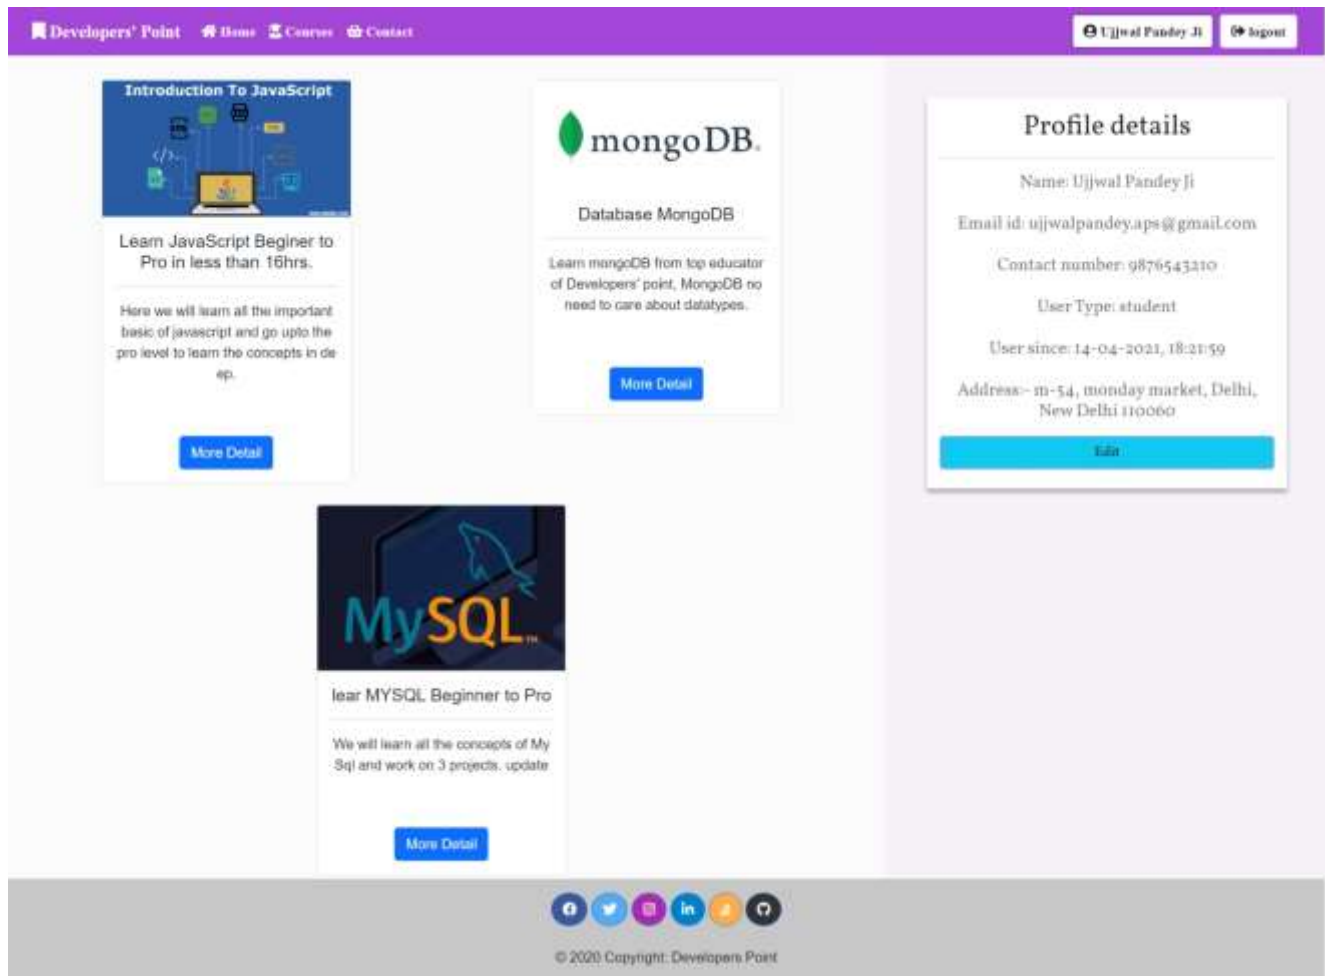 Developers' Point Home Courses Contact Ujjwal Pandey Ji logout
Introduction To JavaScript
</>
Learn JavaScript Beginer to
Pro in less than 16hrs.
Here we will learn all the important
basic of javascript and go upto the
pro level to learn the concepts in de
ep.
More Detail
mongoDB.
Database MongoDB
Learn mongoDB from top educator
of Developers' point, MongoDB no
need to care about datatypes.
More Detail
MySQL™
lear MYSQL Beginner to Pro
We will learn all the concepts of My
Sql and work on 3 projects. update
More Detail
Profile details
Name: Ujjwal Pandey Ji
Email id: ujjwalpandey.aps@gmail.com
Contact number: 9876543210
User Type: student
User since: 14-04-2021, 18:21:59
Address:- m-54, monday market, Delhi,
New Delhi 110060
Edit
in
© 2020 Copyright: Developers Point